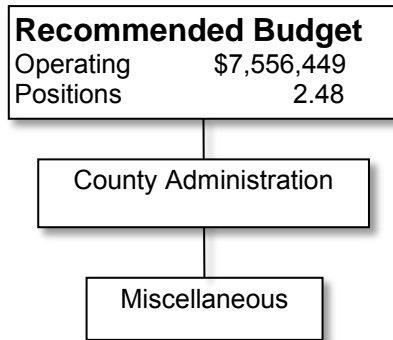 Recommended Budget
Operating $7,556,449
Positions 2.48
County Administration
Miscellaneous